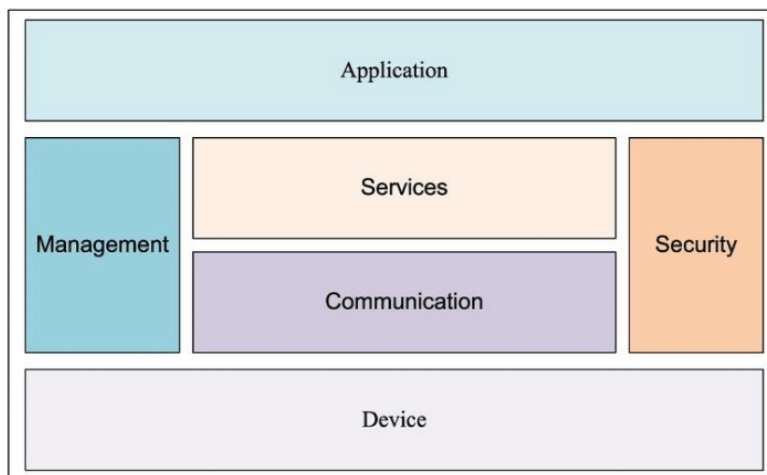 Application
Management
Services
Security
Communication
Device